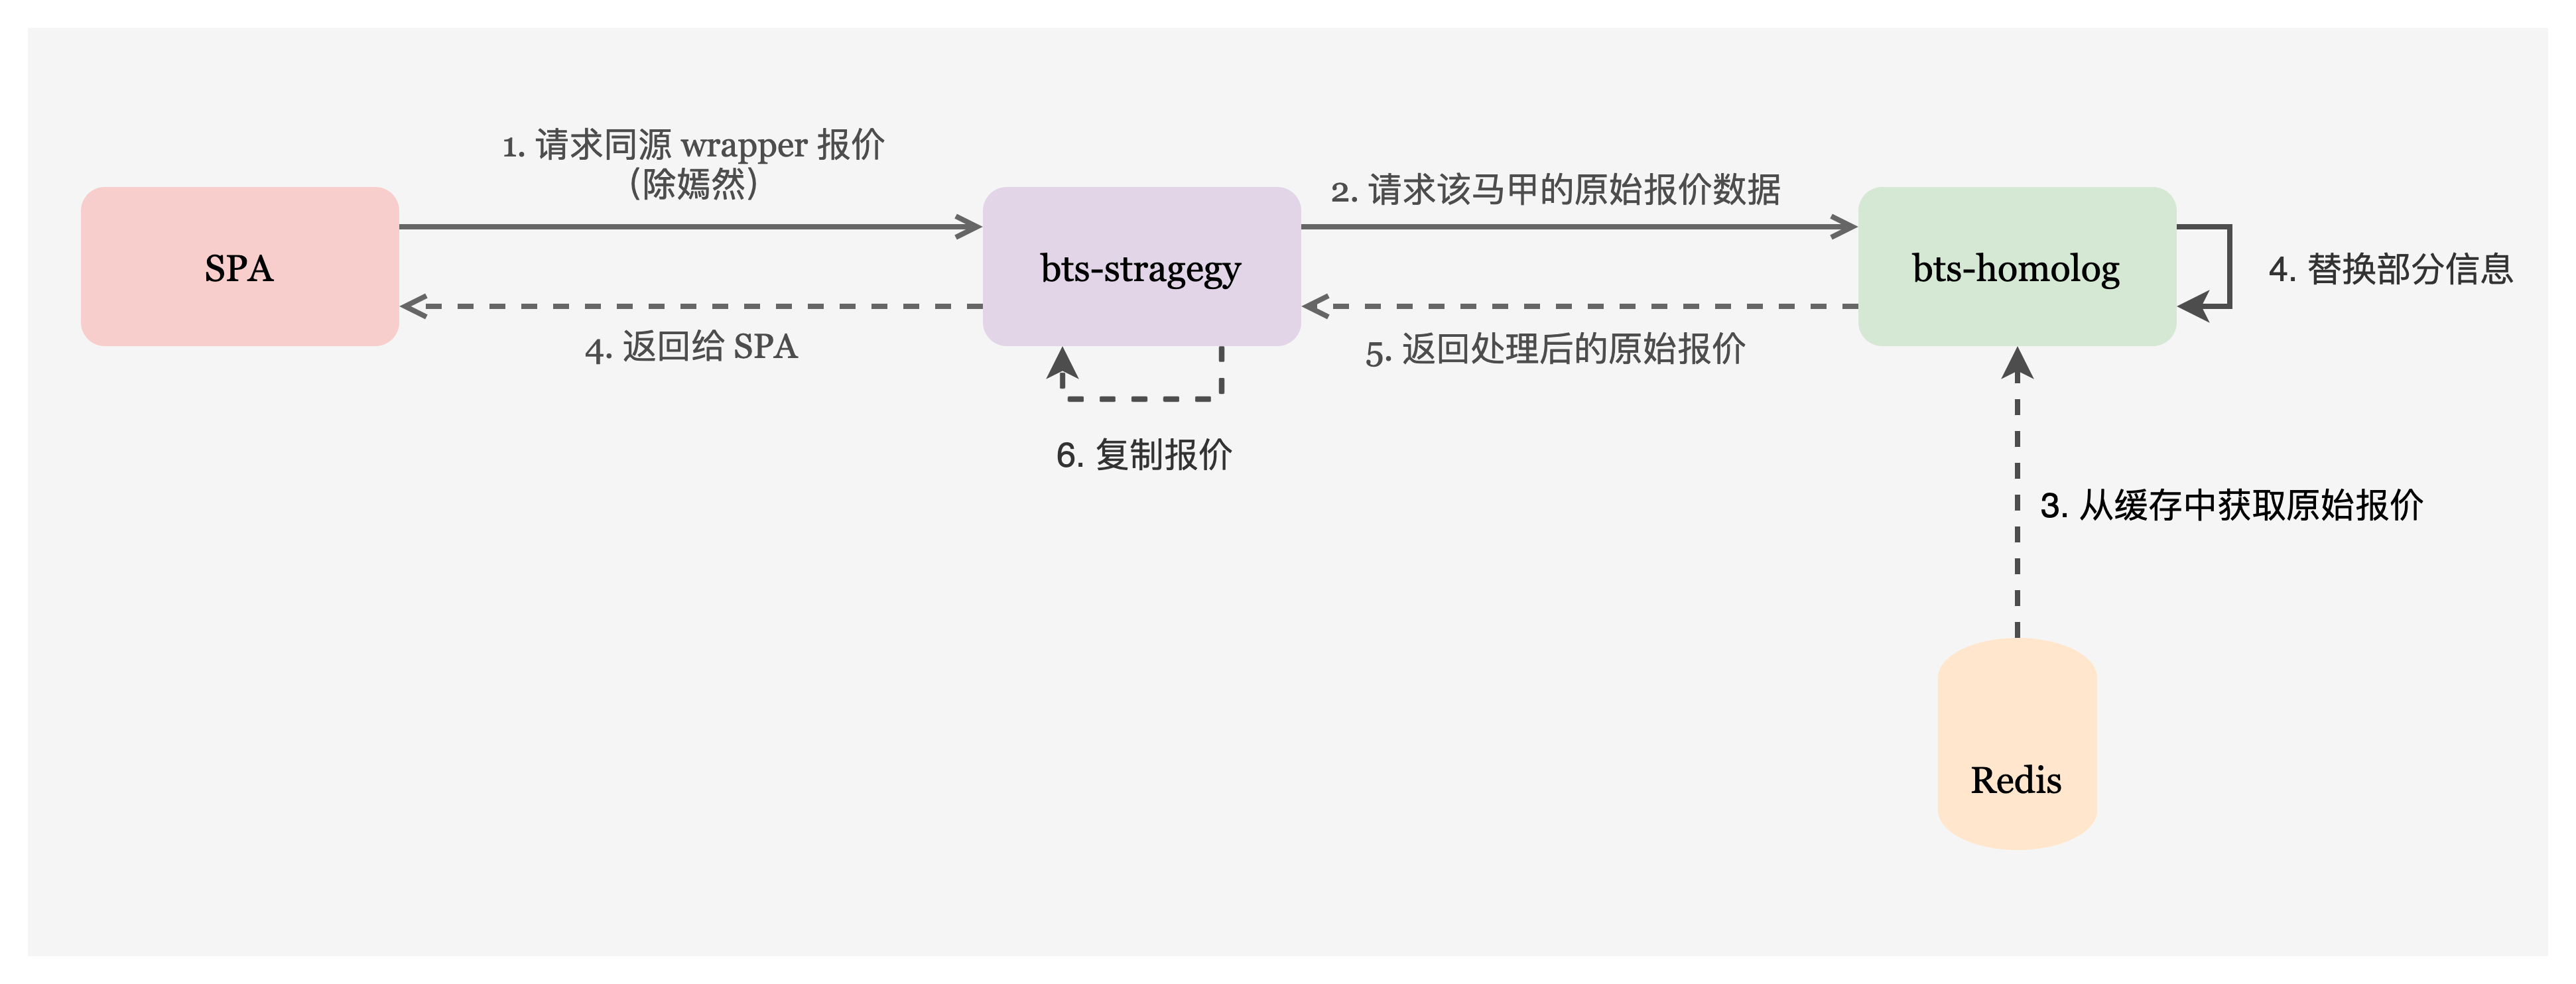 1. 请求同源 wrapper 报价
(除嫣然)
2. 请求该马甲的原始报价数据
SPA
bts-stragegy
bts-homolog
4. 替换部分信息
4. 返回给 SPA
5. 返回处理后的原始报价
6. 复制报价
3. 从缓存中获取原始报价
Redis